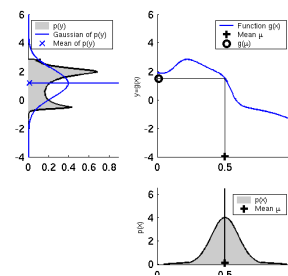 6
4
2
0
-2
-4
0 0.2 0.4 0.6 0.8
p(y)
Gaussian of p(y)
Mean of p(y)
y=g(x)
6
4
2
0
-2
-4
0 0.5
Function g(x)
Mean μ
g(μ)
p(x)
6
4
2
0
0 0.5
p(x)
Mean μ